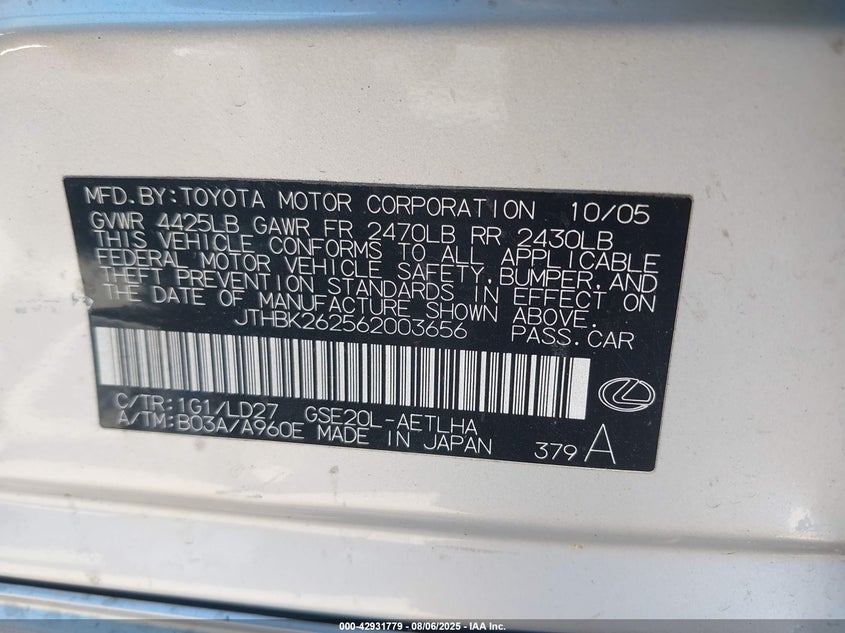 MFD.BY:TOYOTA MOTOR CORPORATION 10/05
GVWR 4425LB GAWR FR 2470LB RR 2430LB
THIS VEHICLE CONFORMS TO ALL APPLICABLE
FEDERAL MOTOR VEHICLE SAFETY,BUMPER,AND
THEFT PREVENTION STANDARDS IN EFFECT ON
THE DATE OF MANUFACTURE SHOWN ABOVE.
JTHBK262562003656 PASS.CAR
C/TR:1G1/LD27 GSE20L-AETLHA
A/TM:B03A/A960E MADE IN JAPAN 379 A
000-42931779 - 08/06/2025 - IAA Inc.